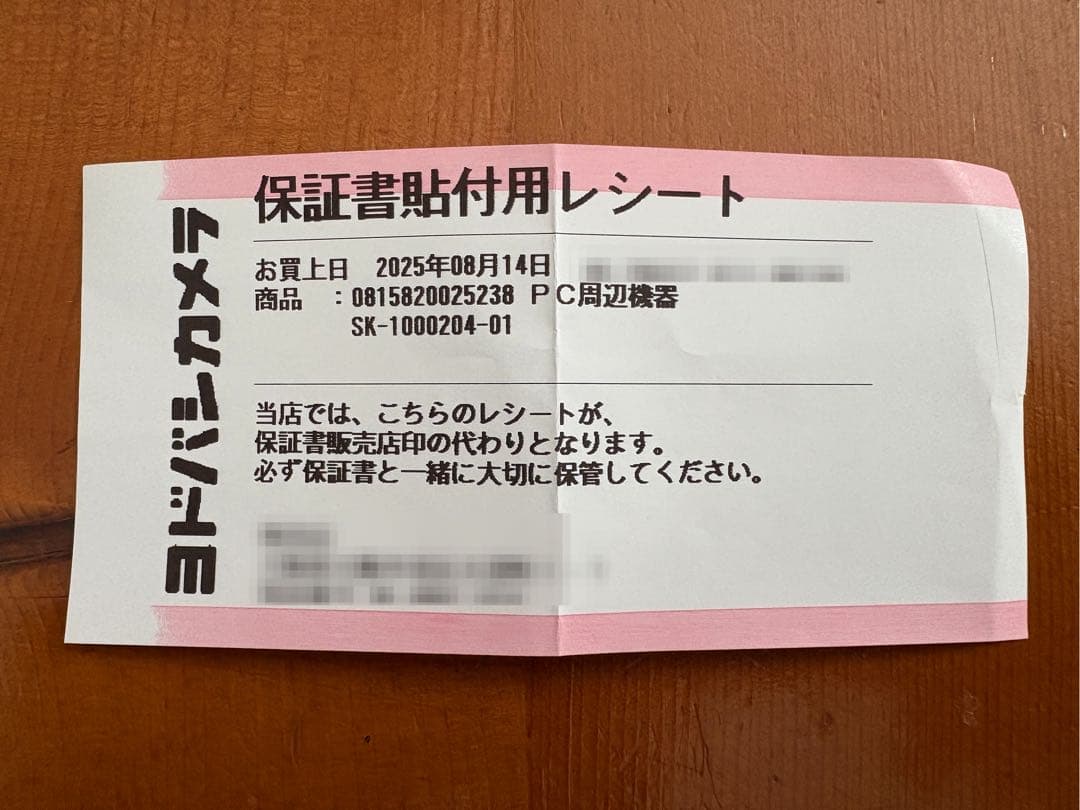 ヨドバシカメラ
保証書貼付用レシート
お買上日 2025年08月14日
商品 :0815820025238 PC周辺機器
SK-1000204-01
当店では、こちらのレシートが、
保証書販売店印の代わりとなります。
必ず保証書と一緒に大切に保管してください。